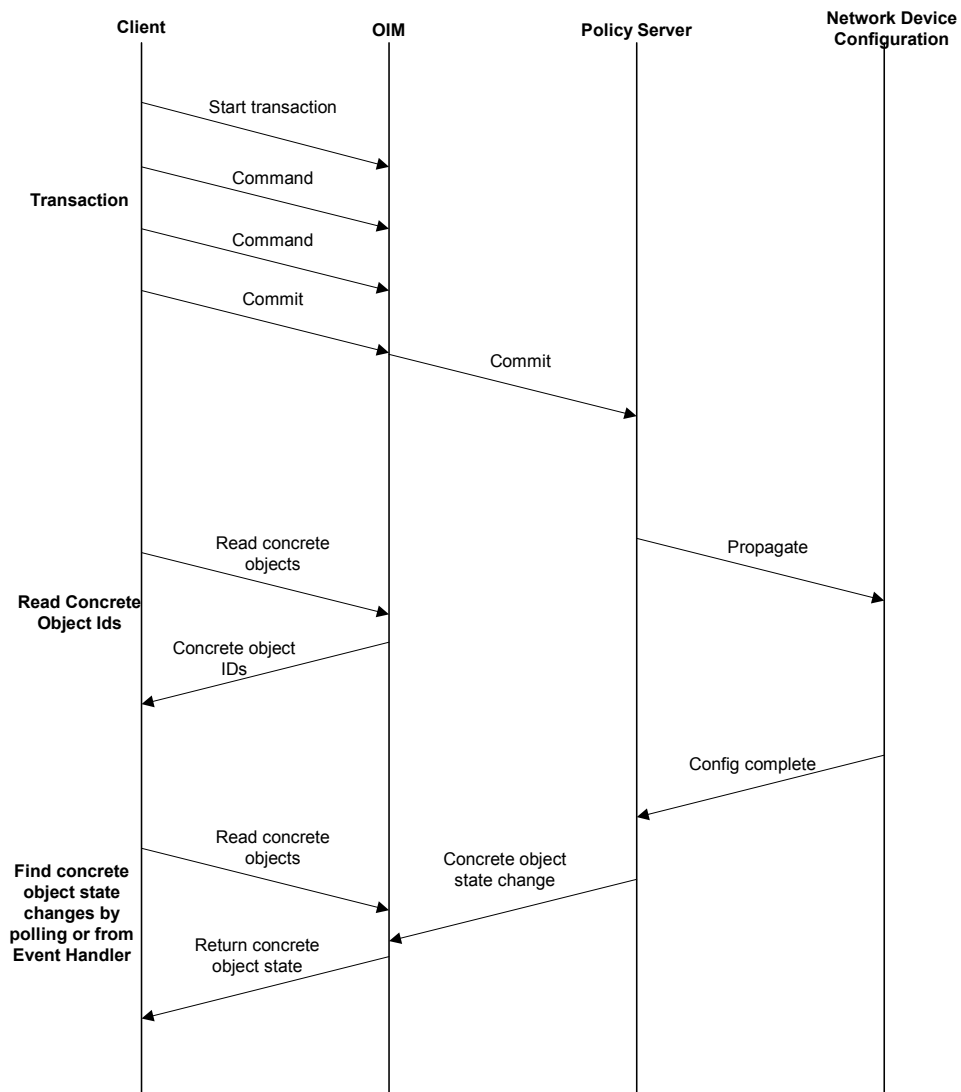 Client
OIM
Policy Server
Network Device
Configuration
Start transaction
Command
Transaction
Command
Commit
Commit
Read concrete
objects
Propagate
Read Concrete
Object Ids
Concrete object
IDs
Config complete
Read concrete
objects
Concrete object
state change
Find concrete
object state
changes by
polling or from
Event Handler
Return concrete
object state